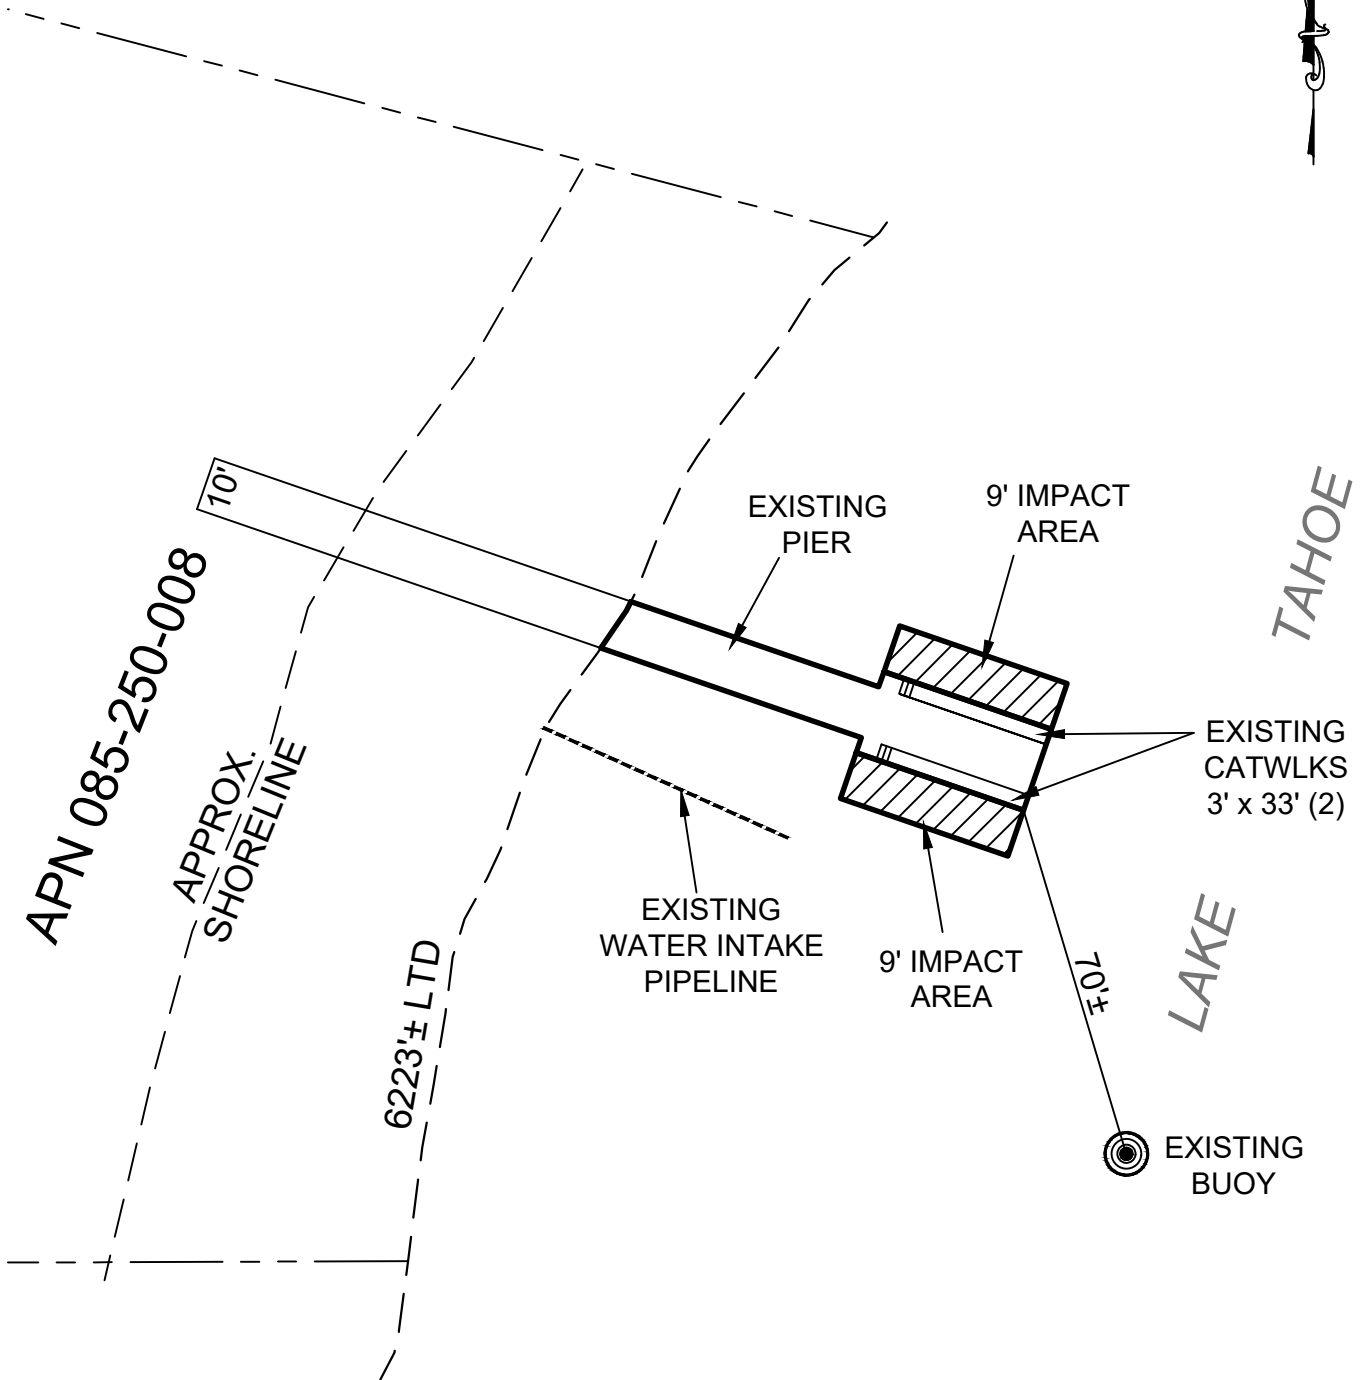 10'
EXISTING
PIER
9' IMPACT
AREA
TAHOE
APN 085-250-008
APPROX.
SHORELINE
EXISTING
CATWLKS
3' x 33' (2)
EXISTING
WATER INTAKE
PIPELINE
9' IMPACT
AREA
LAKE
70'±
6223'± LTD
EXISTING
BUOY